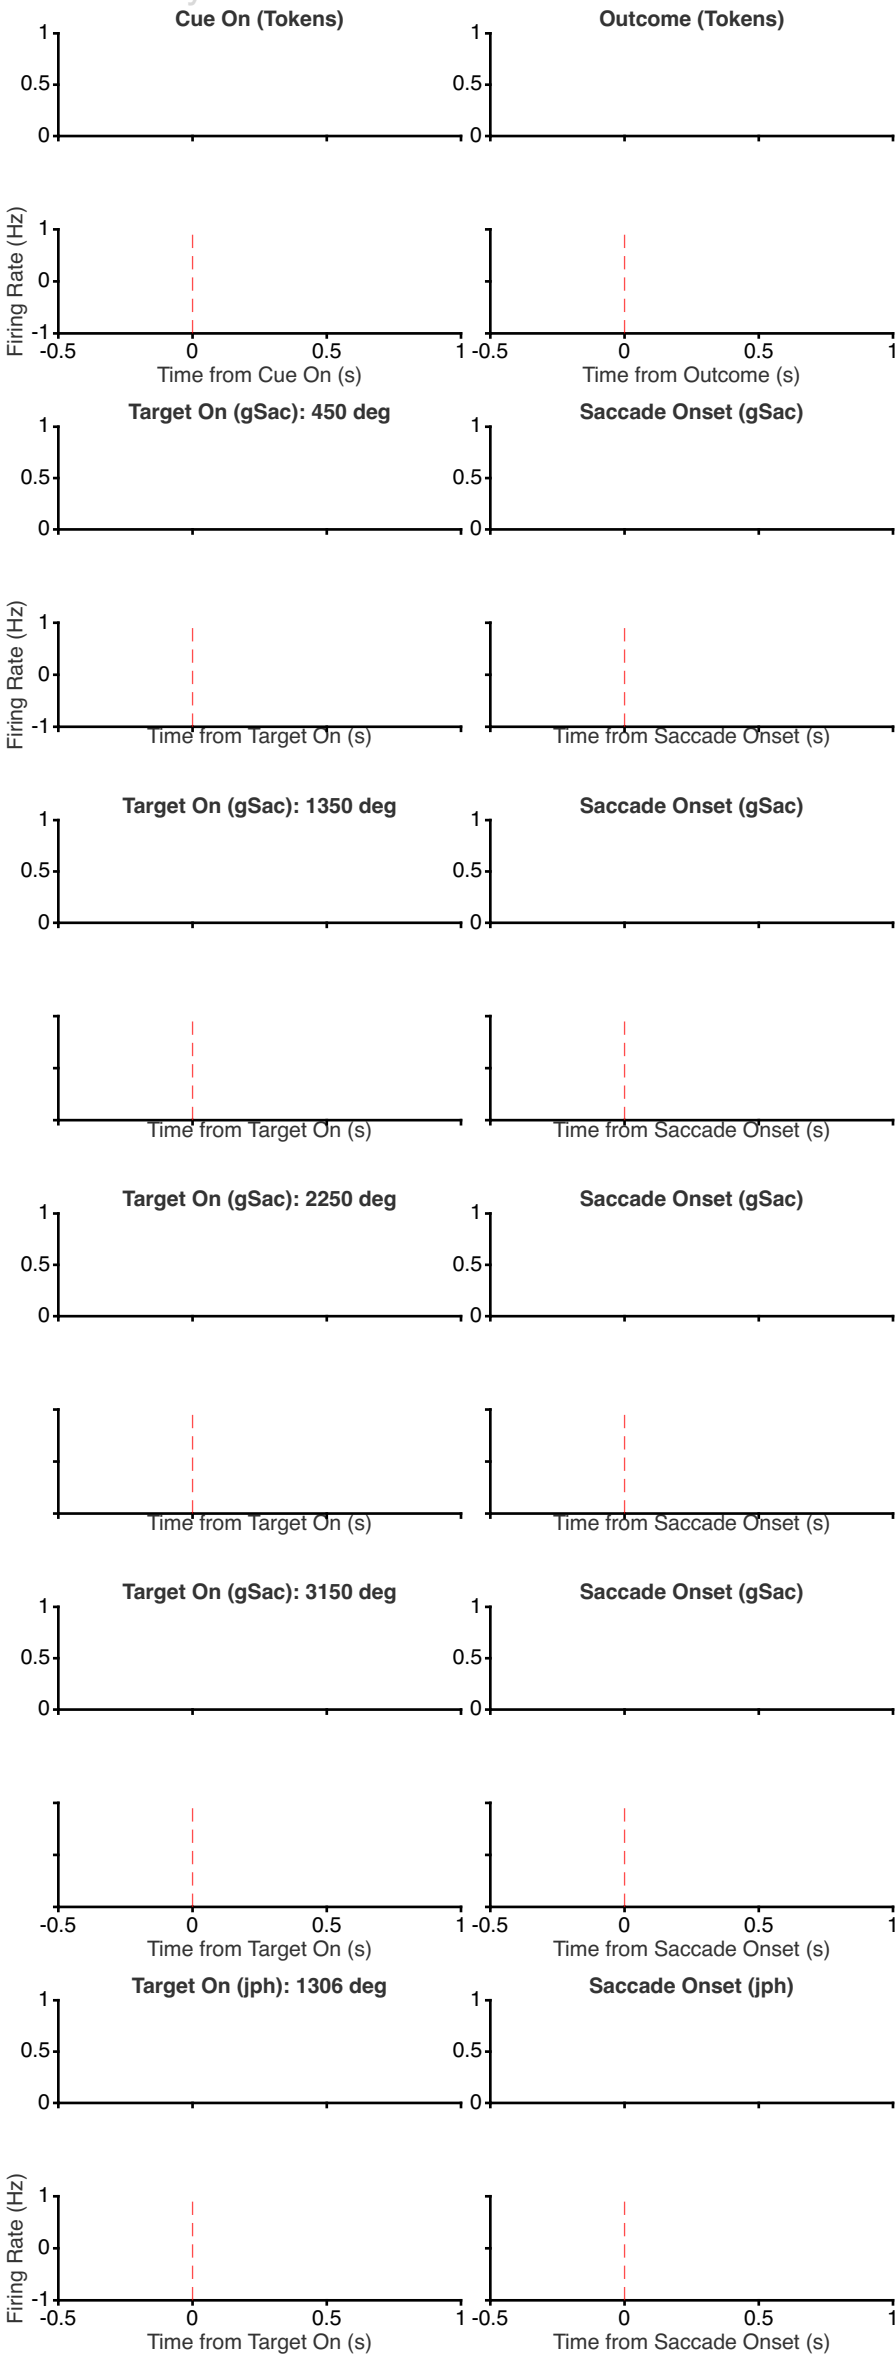 Cue On (Tokens) Outcome (Tokens)
1 1
0.5 0.5
0 0
Firing Rate (Hz)
1
0
-1
-0.5 0 0.5 1 -0.5 0 0.5 1
Time from Cue On (s) Time from Outcome (s)
Target On (gSac): 450 deg Saccade Onset (gSac)
1 1
0.5 0.5
0 0
Firing Rate (Hz)
1
0
-1
Time from Target On (s) Time from Saccade Onset (s)
Target On (gSac): 1350 deg Saccade Onset (gSac)
1 1
0.5 0.5
0 0
Time from Target On (s) Time from Saccade Onset (s)
Target On (gSac): 2250 deg Saccade Onset (gSac)
1 1
0.5 0.5
0 0
Time from Target On (s) Time from Saccade Onset (s)
Target On (gSac): 3150 deg Saccade Onset (gSac)
1 1
0.5 0.5
0 0
-0.5 0 0.5 1 -0.5 0 0.5 1
Time from Target On (s) Time from Saccade Onset (s)
Target On (jph): 1306 deg Saccade Onset (jph)
1 1
0.5 0.5
0 0
Firing Rate (Hz)
1
0
-1
-0.5 0 0.5 1 -0.5 0 0.5 1
Time from Target On (s) Time from Saccade Onset (s)